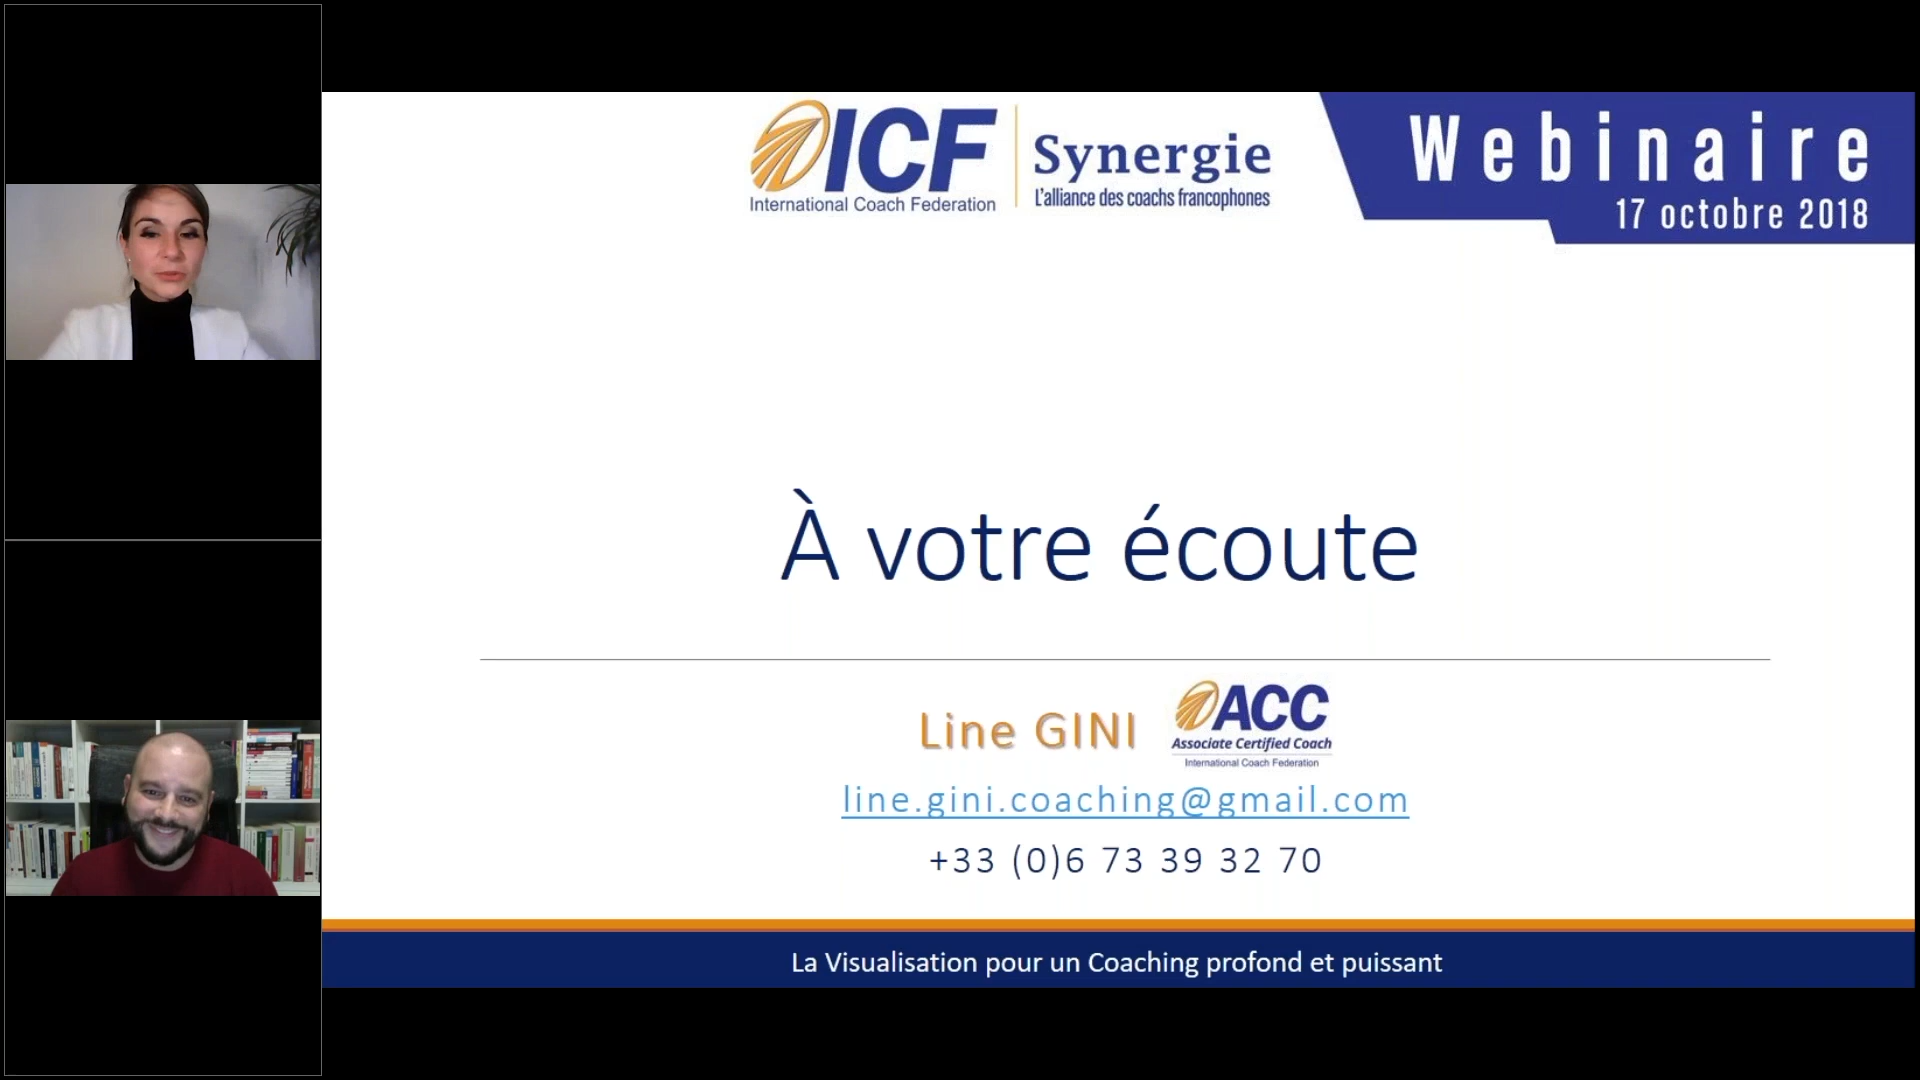 ICF
International Coach Federation
Synergie
L'alliance des coachs francophones
Webinaire
17 octobre 2018
À votre écoute
Line GINI
ACC
Associate Certified Coach
International Coach Federation
line.gini.coaching@gmail.com
+33 (0)6 73 39 32 70
La Visualisation pour un Coaching profond et puissant